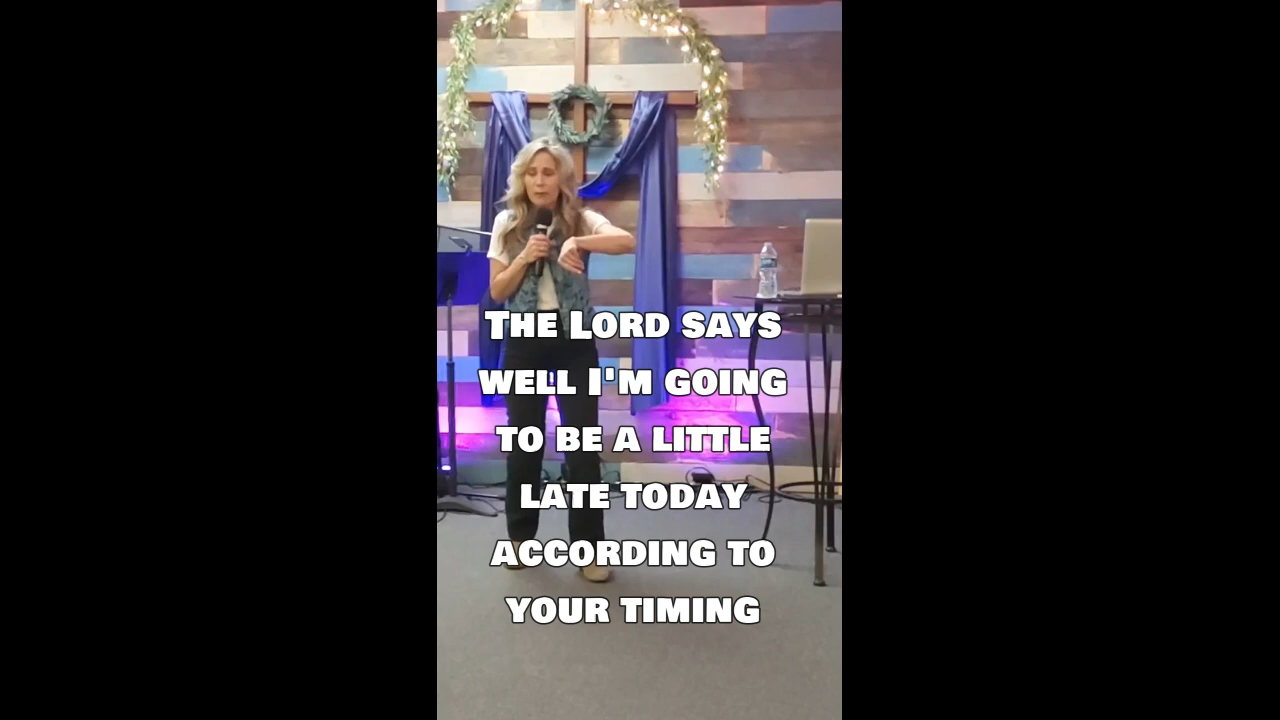 The Lord says
well I'm going
to be a little
late today
according to
your timing